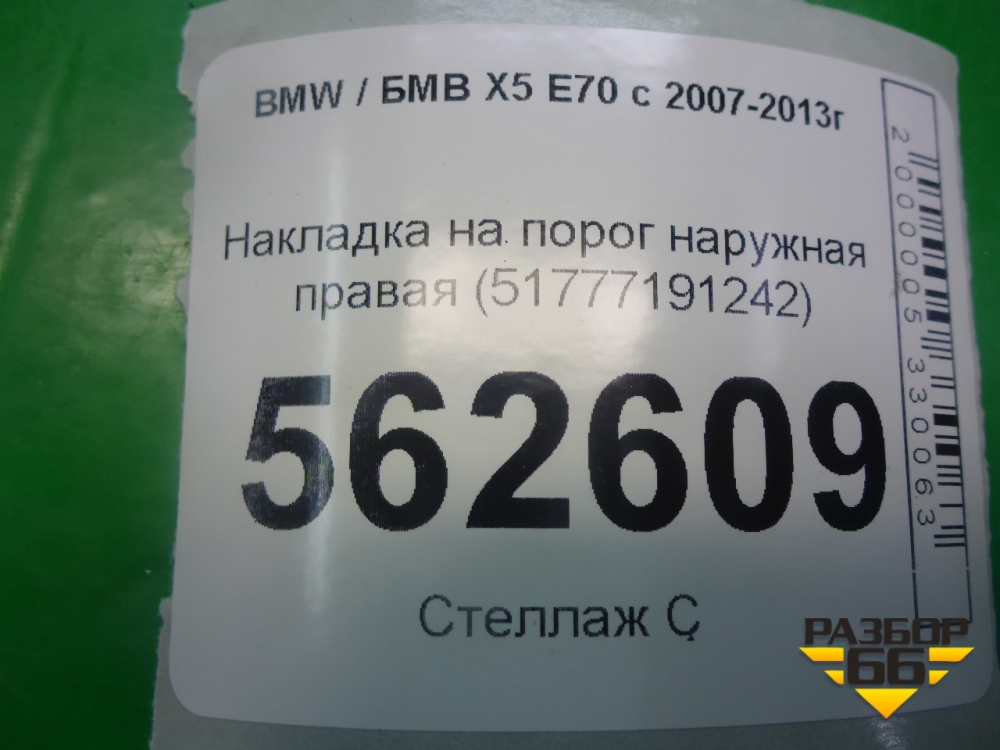 BMW / БМВ X5 E70 с 2007-2013г
Накладка на порог наружная
правая (51777191242)
562609
Стеллаж С
2000005330063
РАЗБОР
66